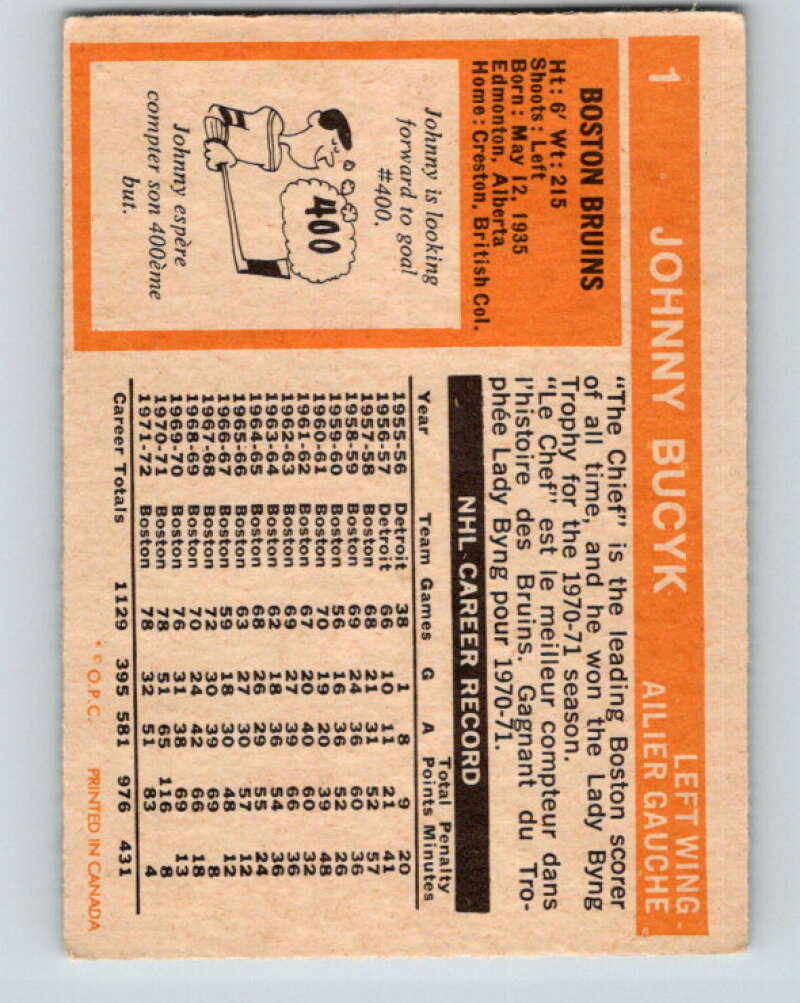 1 JOHNNY BUCYK
LEFT WING-
AILIER GAUCHE
BOSTON BRUINS
Ht: 6' Wt: 215
Shoots: Left
Born: May 12, 1935
Edmonton, Alberta
Home: Creston, British Col.
Johnny is looking
forward to goal
#400.
400
Johnny espère
compter son 400ème
but.
"The Chief" is the leading Boston scorer
of all time, and he won the Lady Byng
Trophy for the 1970-71 season.
"Le Chef" est le meilleur compteur dans
l'histoire des Bruins. Gagnant du Tro-
phée Lady Byng pour 1970-71.
NHL CAREER RECORD
Total Penalty
Year Team Games G A Points Minutes
1955-56 Detroit 38 1 8 9 20
1956-57 Detroit 66 10 11 21 41
1957-58 Boston 68 21 31 52 57
1958-59 Boston 69 24 36 60 36
1959-60 Boston 56 16 36 52 26
1960-61 Boston 70 19 20 39 48
1961-62 Boston 67 20 40 60 32
1962-63 Boston 69 27 39 66 36
1963-64 Boston 62 18 36 54 36
1964-65 Boston 68 26 29 55 24
1965-66 Boston 63 27 30 57 12
1966-67 Boston 59 18 30 48 12
1967-68 Boston 72 30 39 69 8
1968-69 Boston 70 24 42 66 18
1969-70 Boston 76 31 38 69 13
1970-71 Boston 78 51 65 116 8
1971-72 Boston 78 32 51 83 4
Career Totals 1129 395 581 976 431
* © O.P.C. PRINTED IN CANADA